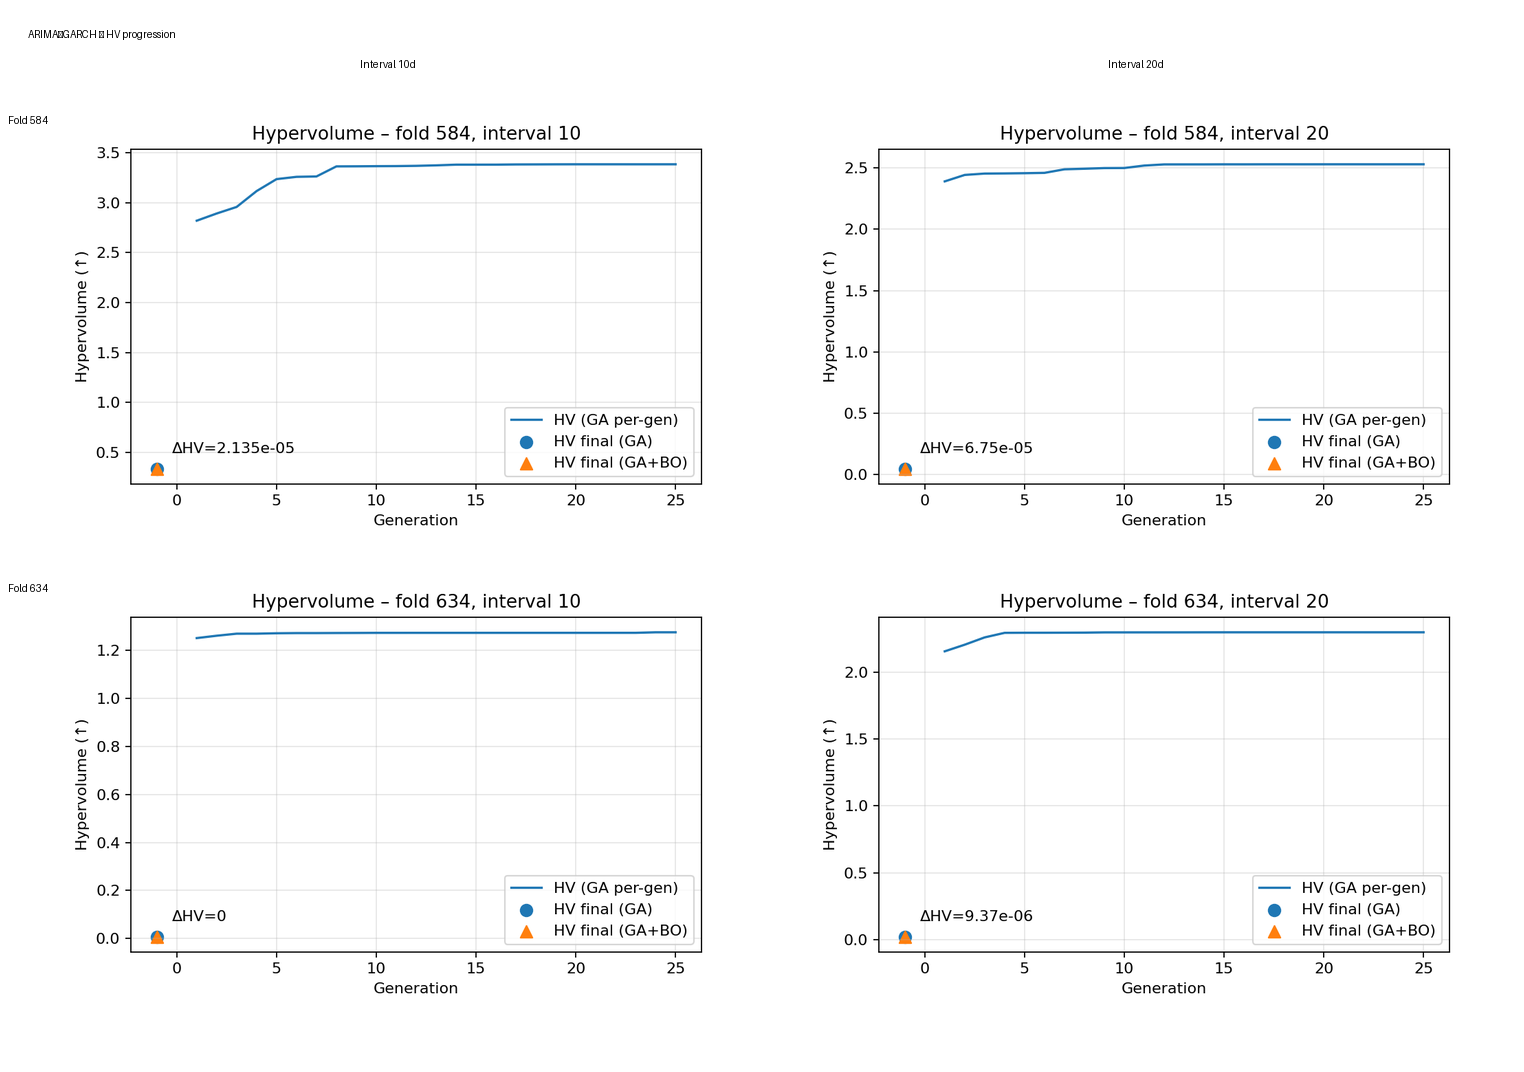 ARIMA▯GARCH ▯ HV progression
Interval 10d
Interval 20d
Fold 584
Hypervolume – fold 584, interval 10
3.5
3.0
2.5
2.0
1.5
1.0
0.5
Hypervolume (↑)
ΔHV=2.135e-05
HV (GA per-gen)
HV final (GA)
HV final (GA+BO)
0 5 10 15 20 25
Generation
Hypervolume – fold 584, interval 20
2.5
2.0
1.5
1.0
0.5
0.0
Hypervolume (↑)
ΔHV=6.75e-05
HV (GA per-gen)
HV final (GA)
HV final (GA+BO)
0 5 10 15 20 25
Generation
Fold 634
Hypervolume – fold 634, interval 10
1.2
1.0
0.8
0.6
0.4
0.2
0.0
Hypervolume (↑)
ΔHV=0
HV (GA per-gen)
HV final (GA)
HV final (GA+BO)
0 5 10 15 20 25
Generation
Hypervolume – fold 634, interval 20
2.0
1.5
1.0
0.5
0.0
Hypervolume (↑)
ΔHV=9.37e-06
HV (GA per-gen)
HV final (GA)
HV final (GA+BO)
0 5 10 15 20 25
Generation